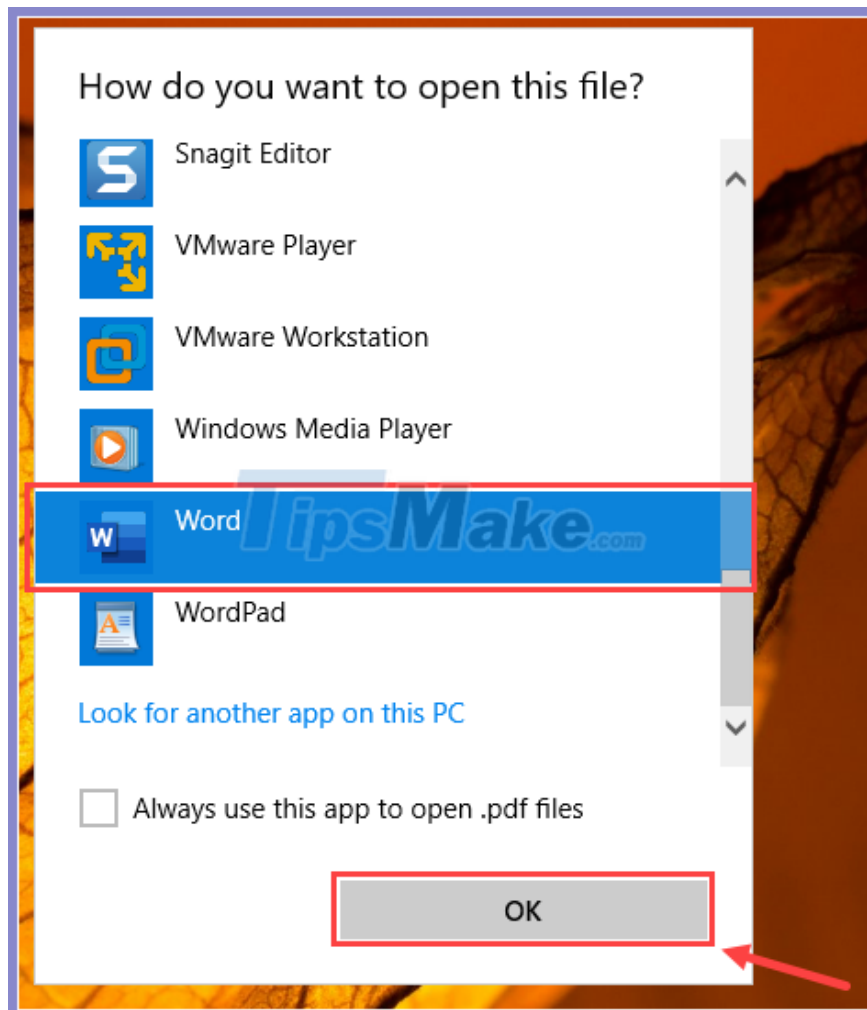 How do you want to open this file?
Snagit Editor
VMware Player
VMware Workstation
Windows Media Player
Word
TipsMake.com
WordPad
Look for another app on this PC
Always use this app to open .pdf files
OK